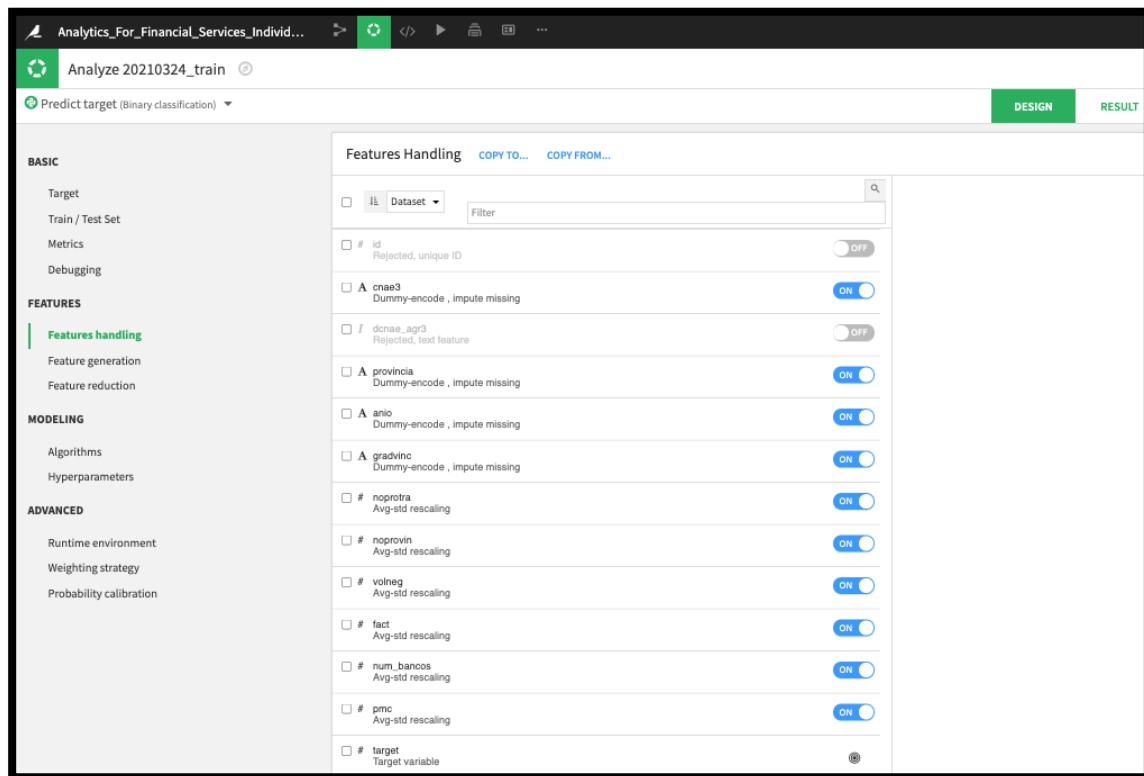 Analytics_For_Financial_Services_Individ...
</>
...
Analyze 20210324_train
Predict target (Binary classification)
DESIGN
RESULT
BASIC
Target
Train / Test Set
Metrics
Debugging
FEATURES
Features handling
Feature generation
Feature reduction
MODELING
Algorithms
Hyperparameters
ADVANCED
Runtime environment
Weighting strategy
Probability calibration
Features Handling COPY TO... COPY FROM...
Dataset
Filter
# id
Rejected, unique ID
OFF
A cnae3
Dummy-encode , impute missing
ON
I dcnae_agr3
Rejected, text feature
OFF
A provincia
Dummy-encode , impute missing
ON
A anio
Dummy-encode , impute missing
ON
A gradvinc
Dummy-encode , impute missing
ON
# noprotra
Avg-std rescaling
ON
# noprovin
Avg-std rescaling
ON
# volneg
Avg-std rescaling
ON
# fact
Avg-std rescaling
ON
# num_bancos
Avg-std rescaling
ON
# pmc
Avg-std rescaling
ON
# target
Target variable